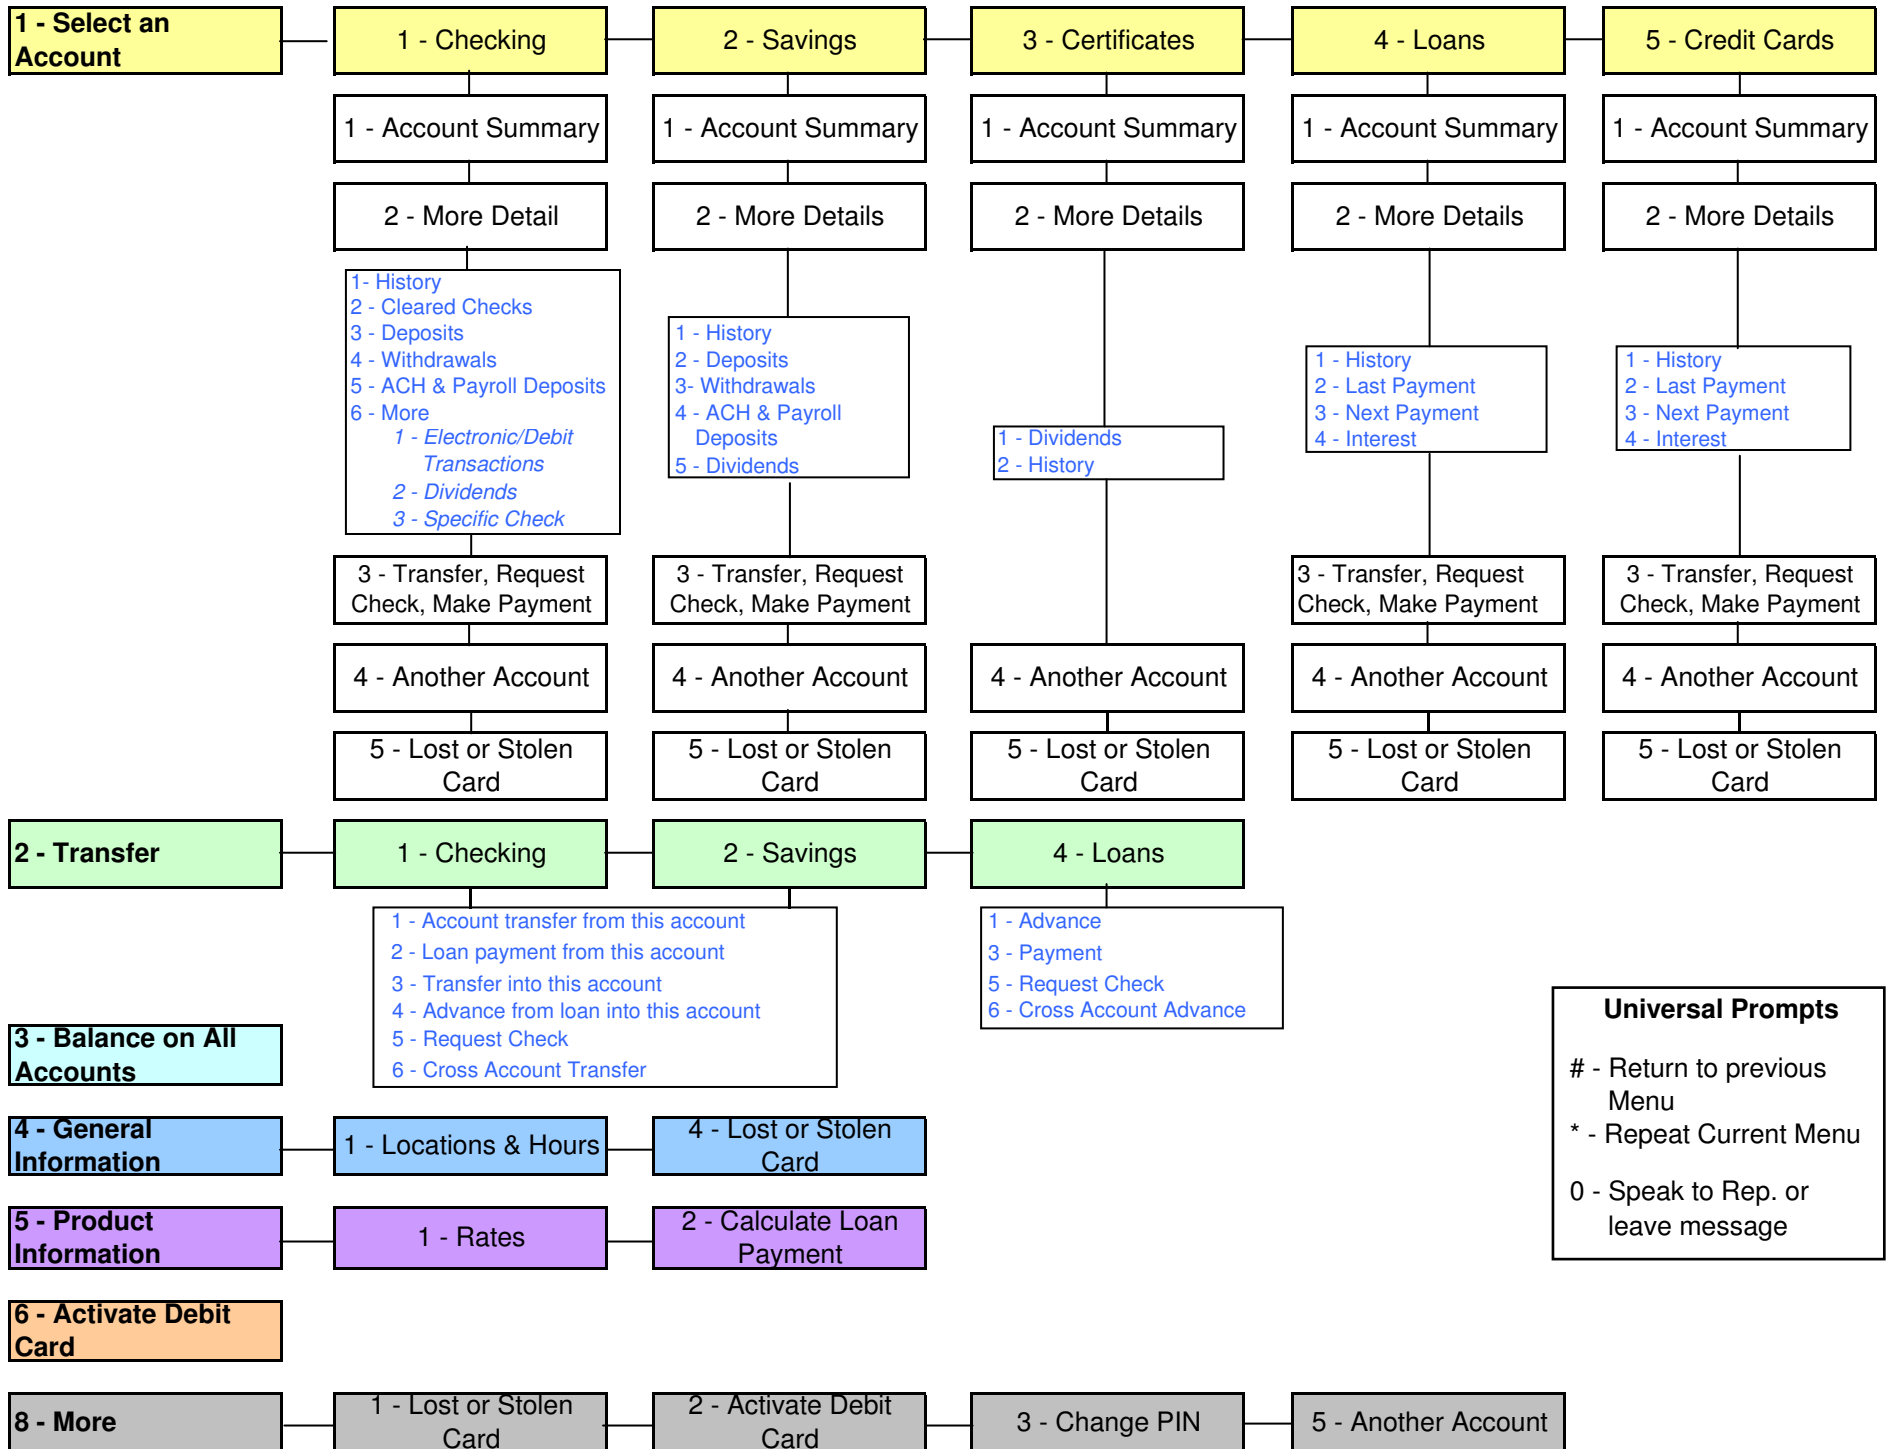 1 - Select an
Account
1 - Checking
2 - Savings
3 - Certificates
4 - Loans
5 - Credit Cards
1 - Account Summary
1 - Account Summary
1 - Account Summary
1 - Account Summary
1 - Account Summary
2 - More Detail
2 - More Details
2 - More Details
2 - More Details
2 - More Details
1- History
2 - Cleared Checks
3 - Deposits
4 - Withdrawals
5 - ACH & Payroll Deposits
6 - More
1 - Electronic/Debit
Transactions
2 - Dividends
3 - Specific Check
1 - History
2 - Deposits
3- Withdrawals
4 - ACH & Payroll
Deposits
5 - Dividends
1 - Dividends
2 - History
1 - History
2 - Last Payment
3 - Next Payment
4 - Interest
1 - History
2 - Last Payment
3 - Next Payment
4 - Interest
3 - Transfer, Request
Check, Make Payment
3 - Transfer, Request
Check, Make Payment
3 - Transfer, Request
Check, Make Payment
3 - Transfer, Request
Check, Make Payment
4 - Another Account
4 - Another Account
4 - Another Account
4 - Another Account
4 - Another Account
5 - Lost or Stolen
Card
5 - Lost or Stolen
Card
5 - Lost or Stolen
Card
5 - Lost or Stolen
Card
5 - Lost or Stolen
Card
2 - Transfer
1 - Checking
2 - Savings
4 - Loans
1 - Account transfer from this account
2 - Loan payment from this account
3 - Transfer into this account
4 - Advance from loan into this account
5 - Request Check
6 - Cross Account Transfer
1 - Advance
3 - Payment
5 - Request Check
6 - Cross Account Advance
3 - Balance on All
Accounts
Universal Prompts
# - Return to previous
Menu
* - Repeat Current Menu
0 - Speak to Rep. or
leave message
4 - General
Information
1 - Locations & Hours
4 - Lost or Stolen
Card
5 - Product
Information
1 - Rates
2 - Calculate Loan
Payment
6 - Activate Debit
Card
8 - More
1 - Lost or Stolen
Card
2 - Activate Debit
Card
3 - Change PIN
5 - Another Account